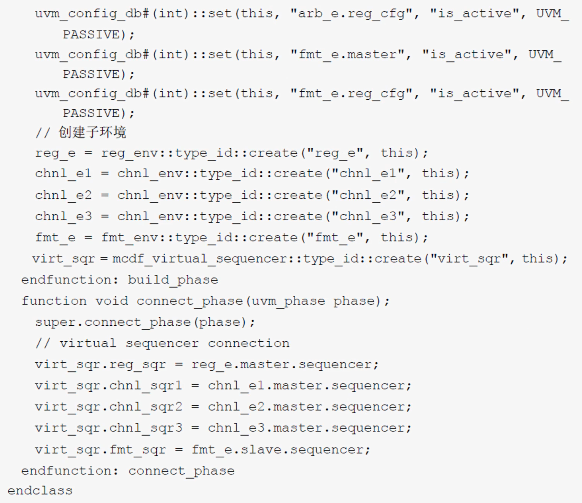 uvm_config_db#(int)::set(this, "arb_e.reg_cfg", "is_active", UVM_
PASSIVE);
uvm_config_db#(int)::set(this, "fmt_e.master", "is_active", UVM_
PASSIVE);
uvm_config_db#(int)::set(this, "fmt_e.reg_cfg", "is_active", UVM_
PASSIVE);
// 创建子环境
reg_e = reg_env::type_id::create("reg_e", this);
chnl_e1 = chnl_env::type_id::create("chnl_e1", this);
chnl_e2 = chnl_env::type_id::create("chnl_e2", this);
chnl_e3 = chnl_env::type_id::create("chnl_e3", this);
fmt_e = fmt_env::type_id::create("fmt_e", this);
virt_sqr = mcdf_virtual_sequencer::type_id::create("virt_sqr", this);
endfunction: build_phase
function void connect_phase(uvm_phase phase);
super.connect_phase(phase);
// virtual sequencer connection
virt_sqr.reg_sqr = reg_e.master.sequencer;
virt_sqr.chnl_sqr1 = chnl_e1.master.sequencer;
virt_sqr.chnl_sqr2 = chnl_e2.master.sequencer;
virt_sqr.chnl_sqr3 = chnl_e3.master.sequencer;
virt_sqr.fmt_sqr = fmt_e.slave.sequencer;
endfunction: connect_phase
endclass